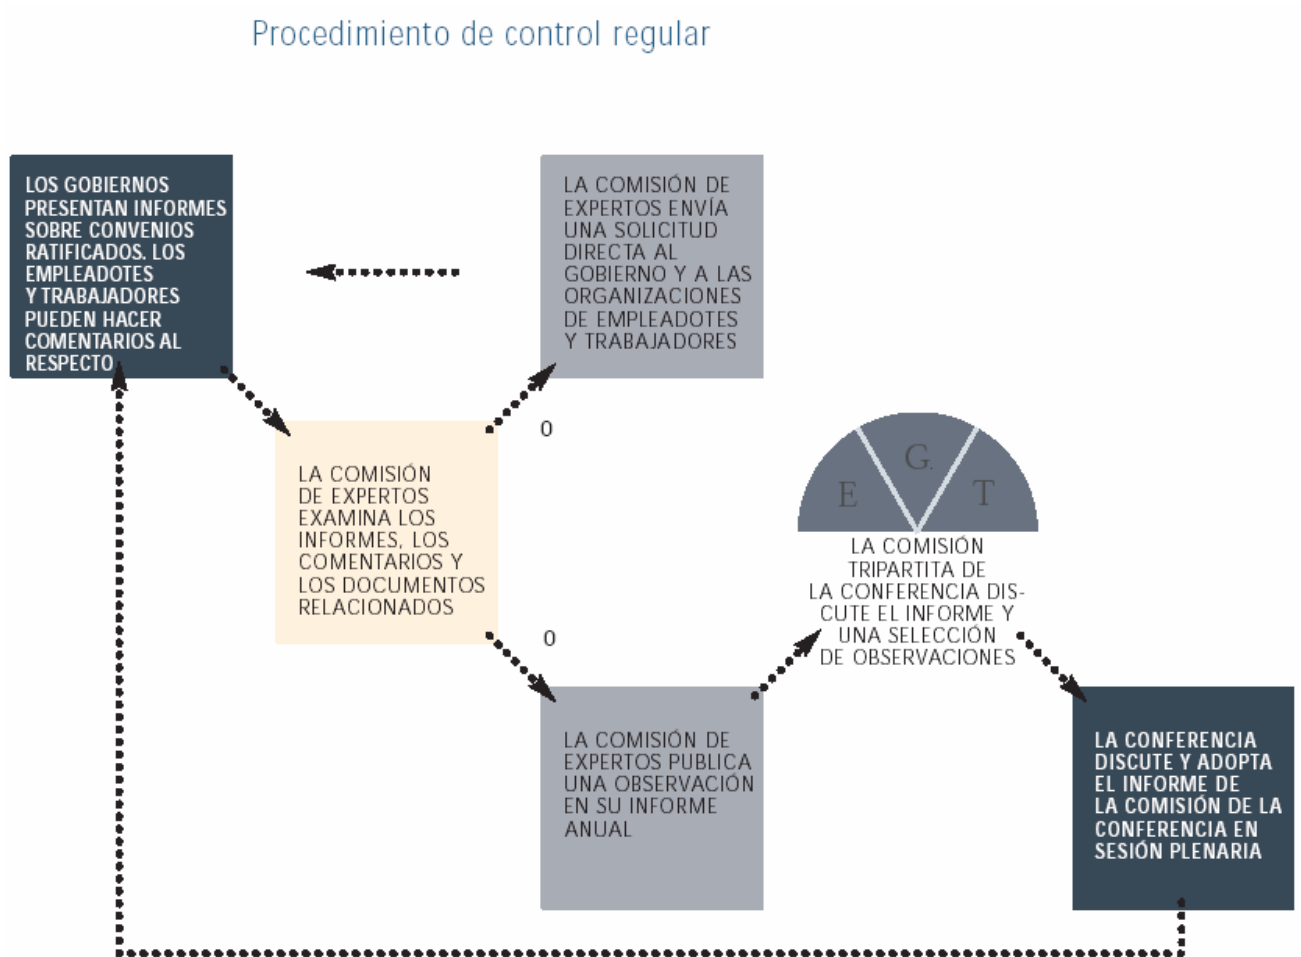 Procedimiento de control regular
LOS GOBIERNOS
PRESENTAN INFORMES
SOBRE CONVENIOS
RATIFICADOS. LOS
EMPLEADOTES
Y TRABAJADORES
PUEDEN HACER
COMENTARIOS AL
RESPECTO
LA COMISIÓN DE
EXPERTOS ENVÍA
UNA SOLICITUD
DIRECTA AL
GOBIERNO Y A LAS
ORGANIZACIONES
DE EMPLEADOTES
Y TRABAJADORES
O
LA COMISIÓN
DE EXPERTOS
EXAMINA LOS
INFORMES, LOS
COMENTARIOS Y
LOS DOCUMENTOS
RELACIONADOS
O
E
G.
T
LA COMISIÓN
TRIPARTITA DE
LA CONFERENCIA DIS-
CUTE EL INFORME Y
UNA SELECCIÓN
DE OBSERVACIONES
LA COMISIÓN DE
EXPERTOS PUBLICA
UNA OBSERVACIÓN
EN SU INFORME
ANUAL
LA CONFERENCIA
DISCUTE Y ADOPTA
EL INFORME DE
LA COMISIÓN DE LA
CONFERENCIA EN
SESIÓN PLENARIA